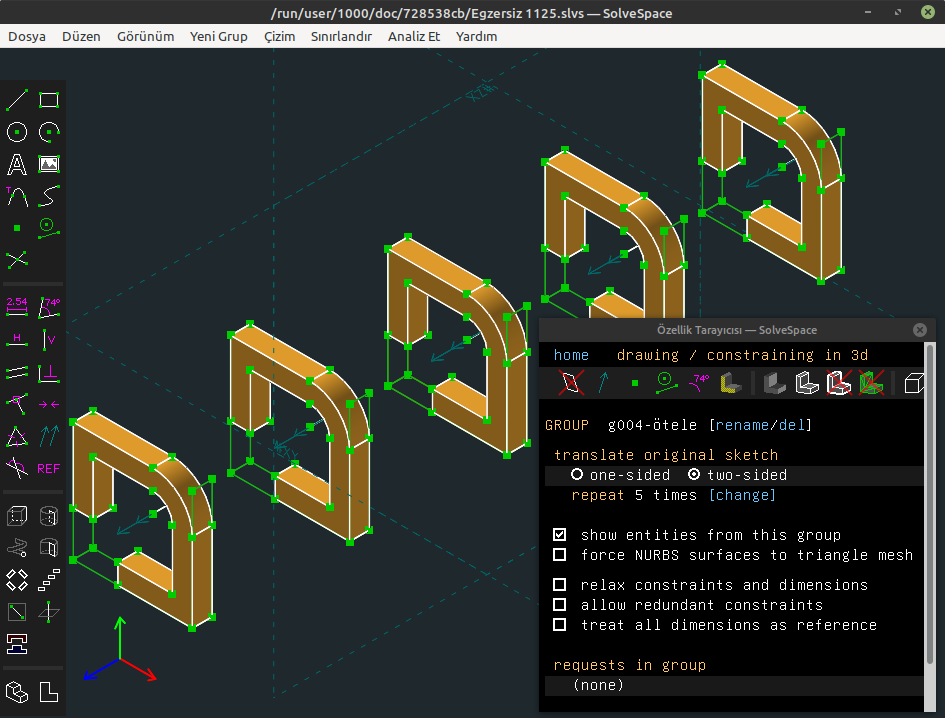 /run/user/1000/doc/728538cb/Egzersiz 1125.slvs — SolveSpace
Dosya Düzen Görünüm Yeni Grup Çizim Sınırlandır Analiz Et Yardım
T
2.54 74°
H V
REF
Özellik Tarayıcısı — SolveSpace
home drawing / constraining in 3d
74°
GROUP g004-ötele [rename/del]
translate original sketch
one-sided two-sided
repeat 5 times [change]
show entities from this group
force NURBS surfaces to triangle mesh
relax constraints and dimensions
allow redundant constraints
treat all dimensions as reference
requests in group
(none)